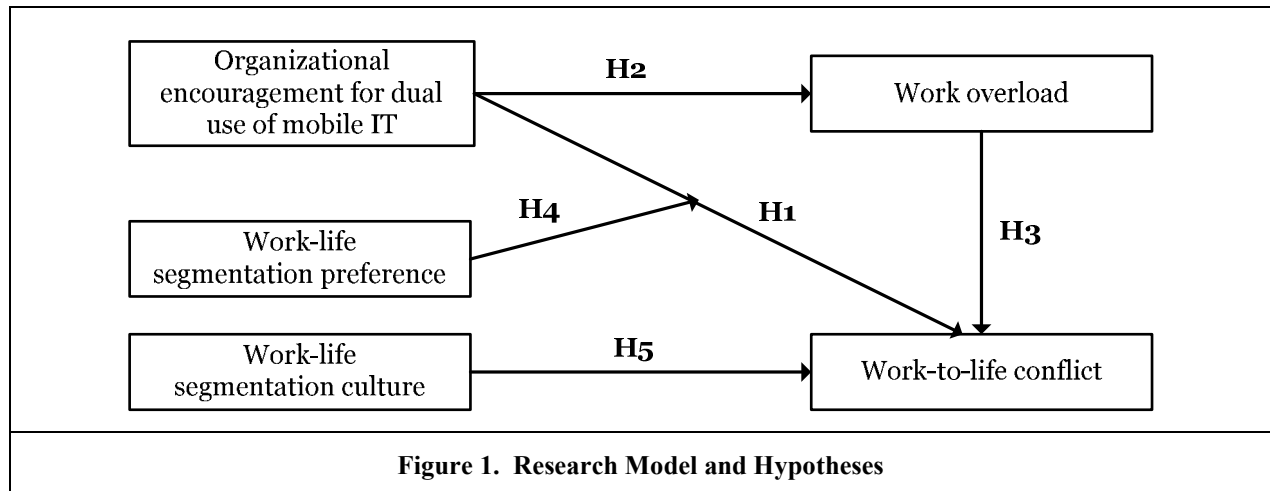 Organizational
encouragement for dual
use of mobile IT
H2
Work overload
H4
H1
H3
Work-life
segmentation preference
Work-life
segmentation culture
H5
Work-to-life conflict
Figure 1. Research Model and Hypotheses